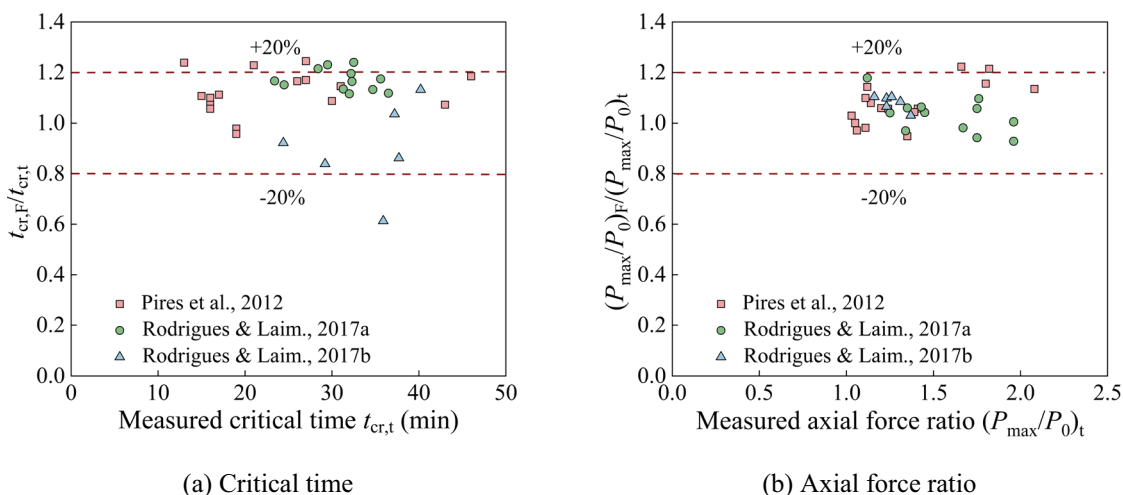 1.4
1.2
1.0
0.8
0.6
0.4
0.2
0.0
t_cr,F/t_cr,t
+20%
-20%
Pires et al., 2012
Rodrigues & Laim., 2017a
Rodrigues & Laim., 2017b
0 10 20 30 40 50
Measured critical time t_cr,t (min)
(a) Critical time
1.4
1.2
1.0
0.8
0.6
0.4
0.2
0.0
(P_max/P_0)_F/(P_max/P_0)_t
+20%
-20%
Pires et al., 2012
Rodrigues & Laim., 2017a
Rodrigues & Laim., 2017b
0.0 0.5 1.0 1.5 2.0 2.5
Measured axial force ratio (P_max/P_0)_t
(b) Axial force ratio